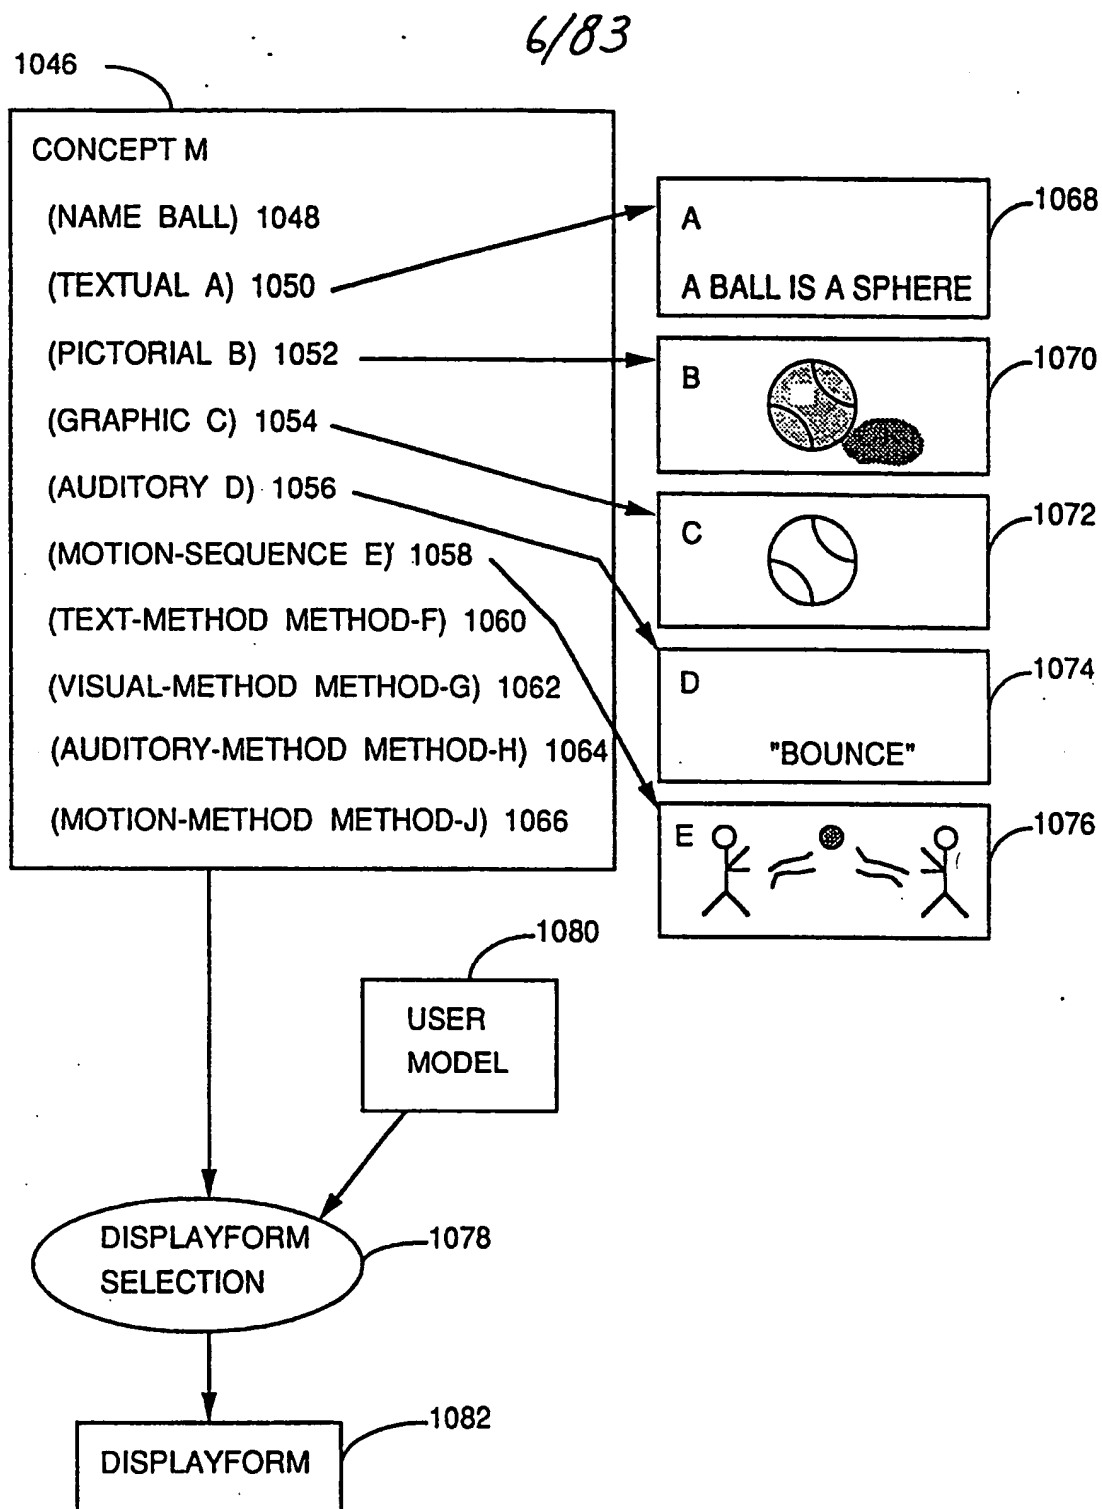 6/83
1046
CONCEPT M
(NAME BALL) 1048
(TEXTUAL A) 1050
(PICTORIAL B) 1052
(GRAPHIC C) 1054
(AUDITORY D) 1056
(MOTION-SEQUENCE E) 1058
(TEXT-METHOD METHOD-F) 1060
(VISUAL-METHOD METHOD-G) 1062
(AUDITORY-METHOD METHOD-H) 1064
(MOTION-METHOD METHOD-J) 1066
A
A BALL IS A SPHERE
1068
B
1070
C
1072
D
"BOUNCE"
1074
E
1076
1080
USER
MODEL
DISPLAYFORM
SELECTION
1078
1082
DISPLAYFORM